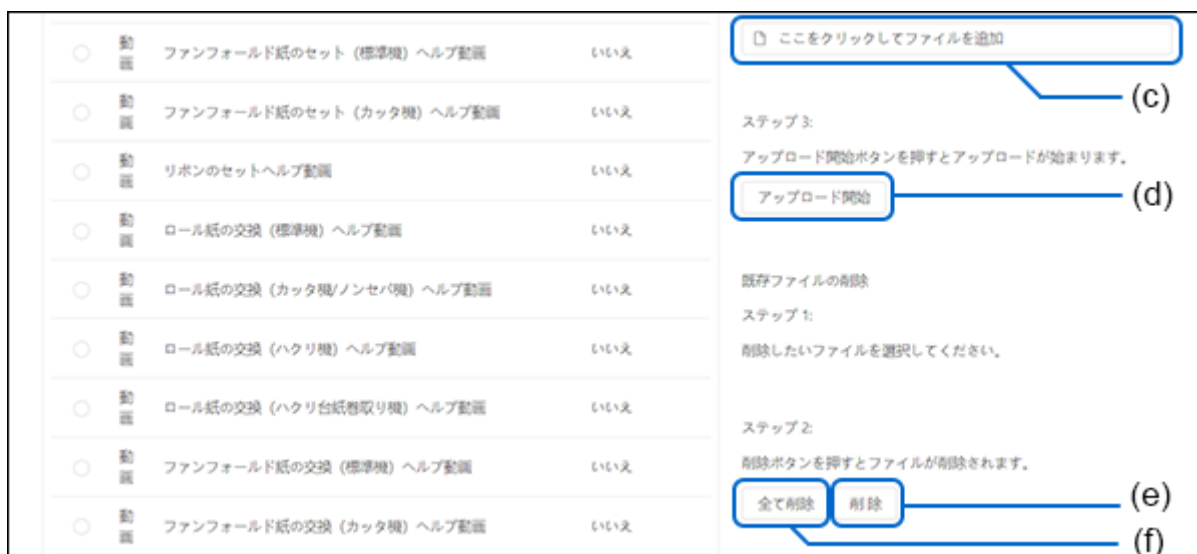 動画 ファンフォールド紙のセット（標準機）ヘルプ動画 いいえ
動画 ファンフォールド紙のセット（カッタ機）ヘルプ動画 いいえ
動画 リボンのセットヘルプ動画 いいえ
動画 ロール紙の交換（標準機）ヘルプ動画 いいえ
動画 ロール紙の交換（カッタ機/ノンセパ機）ヘルプ動画 いいえ
動画 ロール紙の交換（ハクリ機）ヘルプ動画 いいえ
動画 ロール紙の交換（ハクリ台紙巻取り機）ヘルプ動画 いいえ
動画 ファンフォールド紙の交換（標準機）ヘルプ動画 いいえ
動画 ファンフォールド紙の交換（カッタ機）ヘルプ動画 いいえ
ここをクリックしてファイルを追加
(c)
ステップ 3:
アップロード開始ボタンを押すとアップロードが始まります。
アップロード開始
(d)
既存ファイルの削除
ステップ 1:
削除したいファイルを選択してください。
ステップ 2:
削除ボタンを押すとファイルが削除されます。
全て削除 削除
(e)
(f)